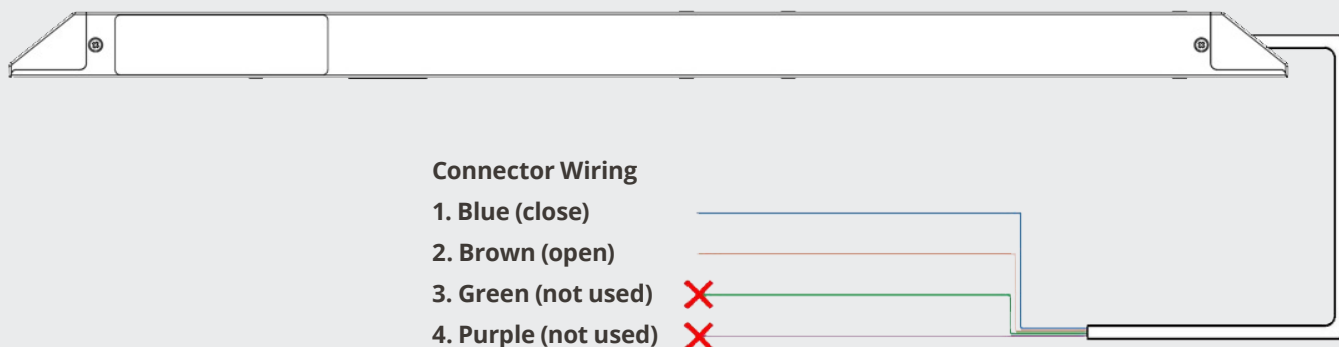 Connector Wiring
1. Blue (close)
2. Brown (open)
3. Green (not used)
4. Purple (not used)